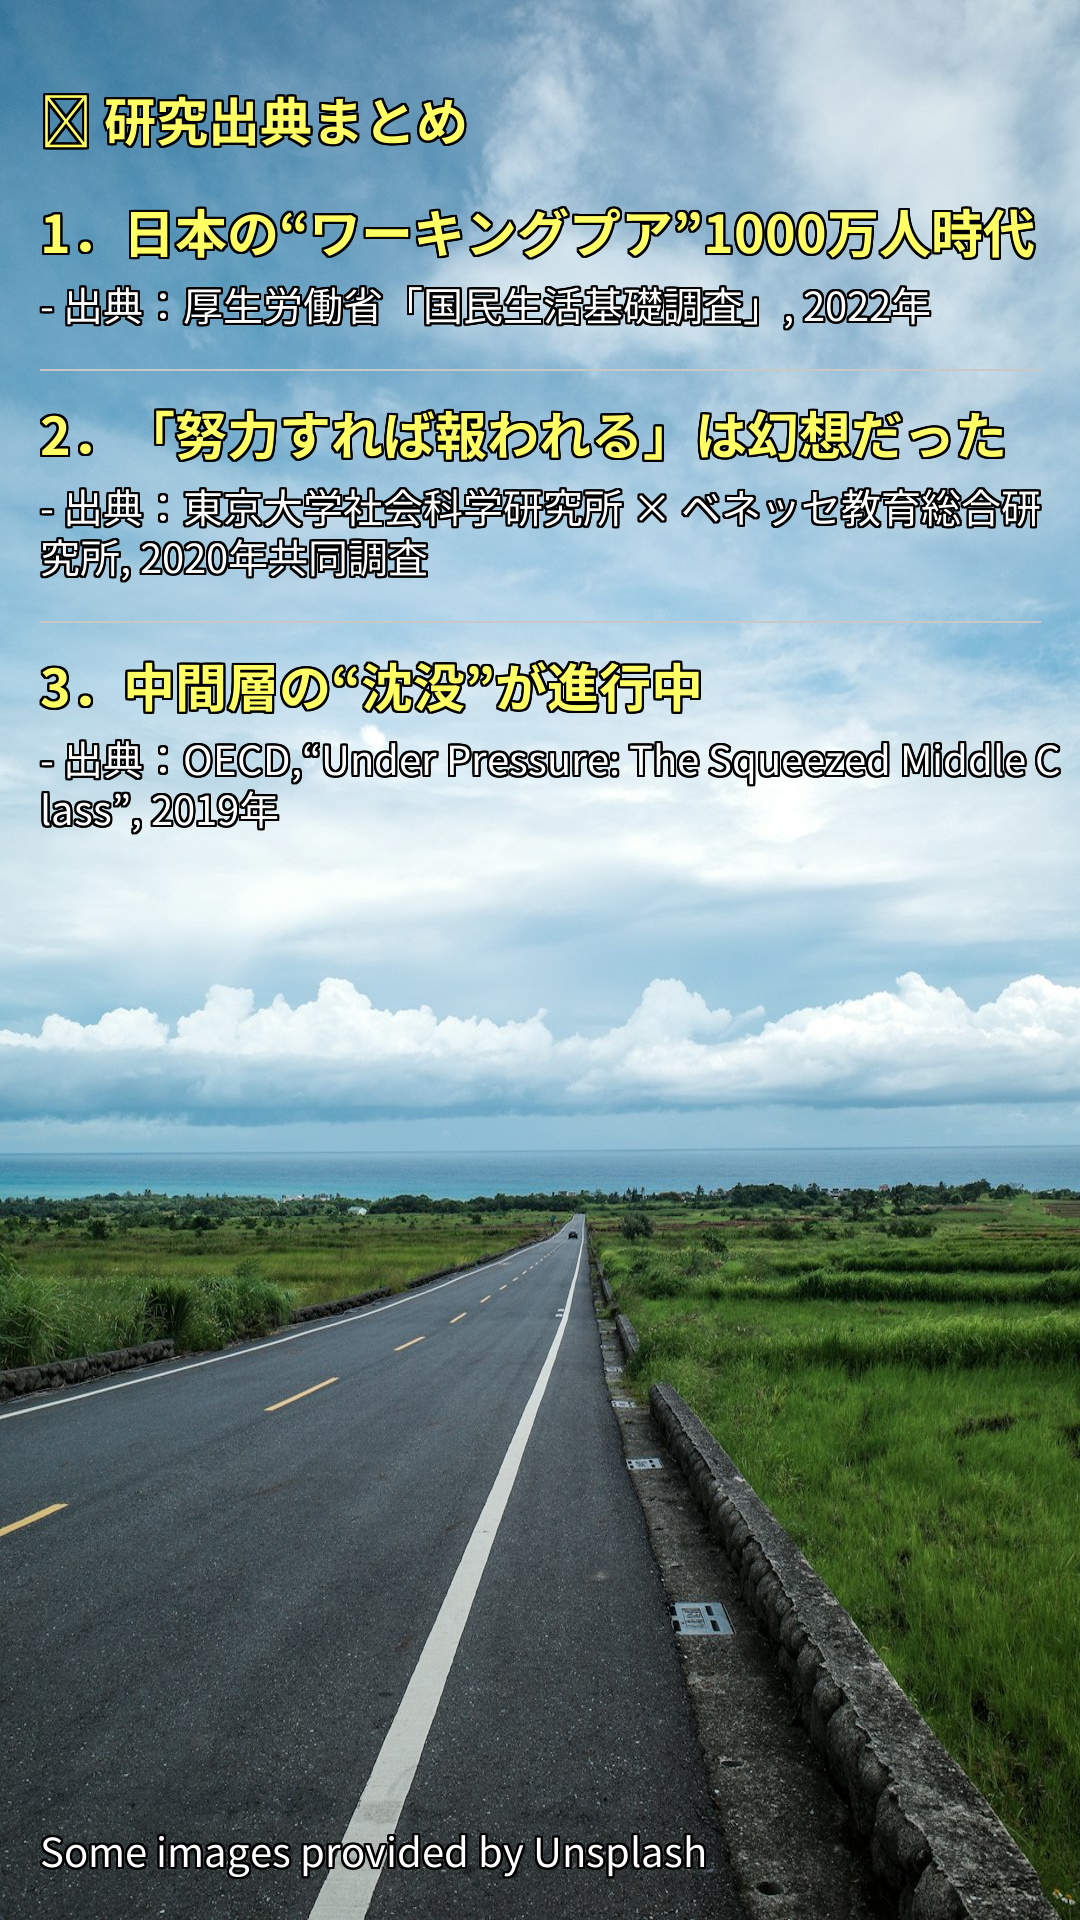 研究出典まとめ
1．日本の“ワーキングプア”1000万人時代
- 出典：厚生労働省「国民生活基礎調査」, 2022年
2．「努力すれば報われる」は幻想だった
- 出典：東京大学社会科学研究所 × ベネッセ教育総合研
究所, 2020年共同調査
3．中間層の“沈没”が進行中
- 出典：OECD,“Under Pressure: The Squeezed Middle C
lass”, 2019年
Some images provided by Unsplash